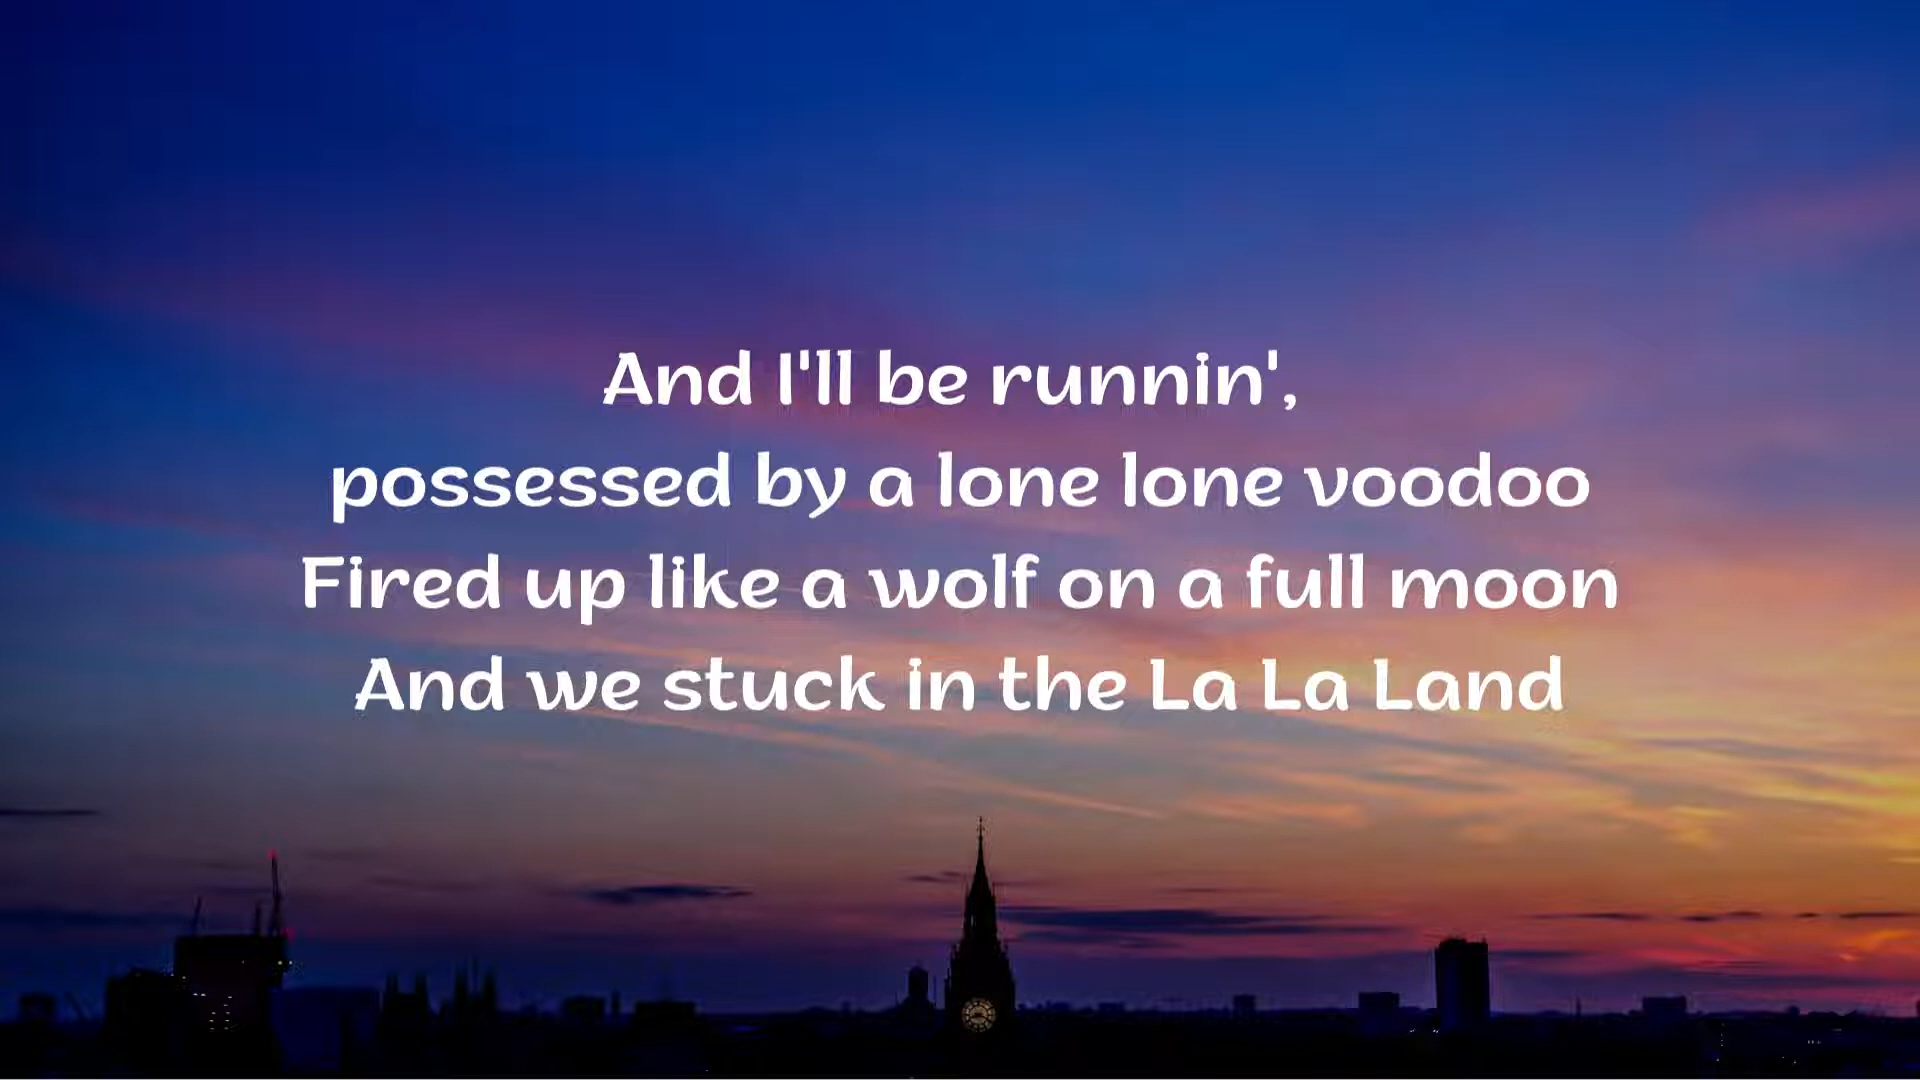 And I'll be runnin',
possessed by a lone lone voodoo
Fired up like a wolf on a full moon
And we stuck in the La La Land